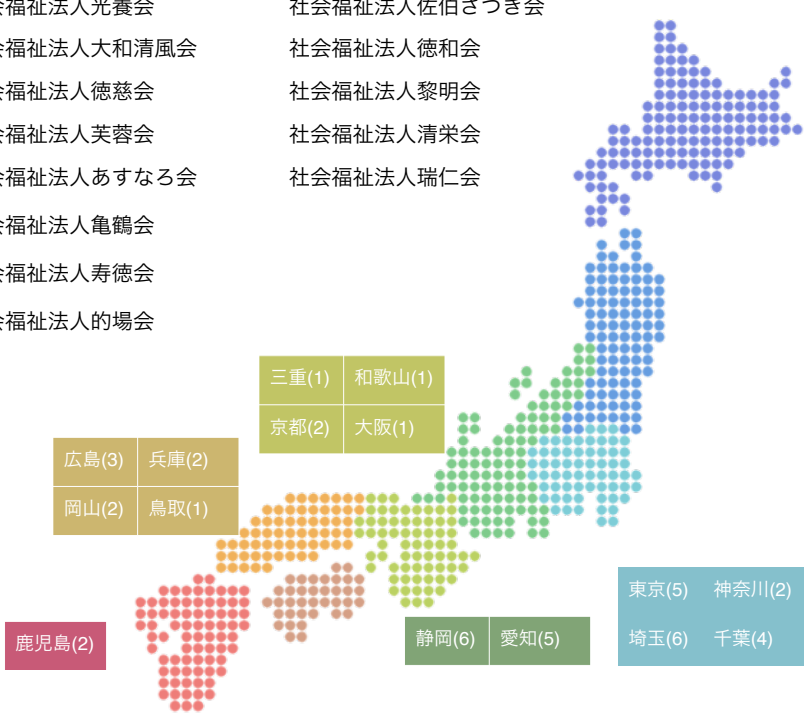 会福祉法人光養会
社会福祉法人佐伯さつき会
会福祉法人大和清風会
社会福祉法人徳和会
会福祉法人徳慈会
社会福祉法人黎明会
会福祉法人芙蓉会
社会福祉法人清栄会
会福祉法人あすなろ会
社会福祉法人瑞仁会
会福祉法人亀鶴会
会福祉法人寿徳会
会福祉法人的場会
三重(1) 和歌山(1)
京都(2) 大阪(1)
広島(3) 兵庫(2)
岡山(2) 鳥取(1)
東京(5) 神奈川(2)
埼玉(6) 千葉(4)
静岡(6) 愛知(5)
鹿児島(2)